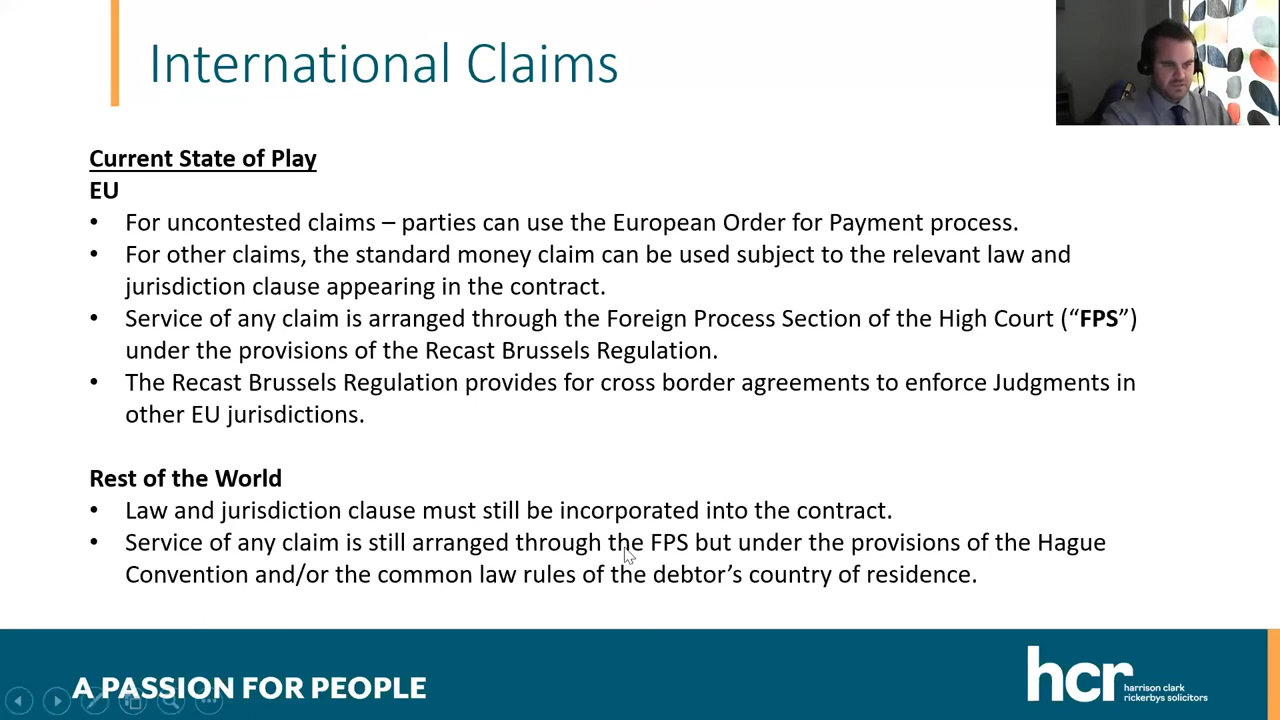 International Claims
Current State of Play
EU
• For uncontested claims – parties can use the European Order for Payment process.
• For other claims, the standard money claim can be used subject to the relevant law and
jurisdiction clause appearing in the contract.
• Service of any claim is arranged through the Foreign Process Section of the High Court (“FPS”)
under the provisions of the Recast Brussels Regulation.
• The Recast Brussels Regulation provides for cross border agreements to enforce Judgments in
other EU jurisdictions.
Rest of the World
• Law and jurisdiction clause must still be incorporated into the contract.
• Service of any claim is still arranged through the FPS but under the provisions of the Hague
Convention and/or the common law rules of the debtor’s country of residence.
A PASSION FOR PEOPLE
hcr
harrison clark
rickerbys solicitors